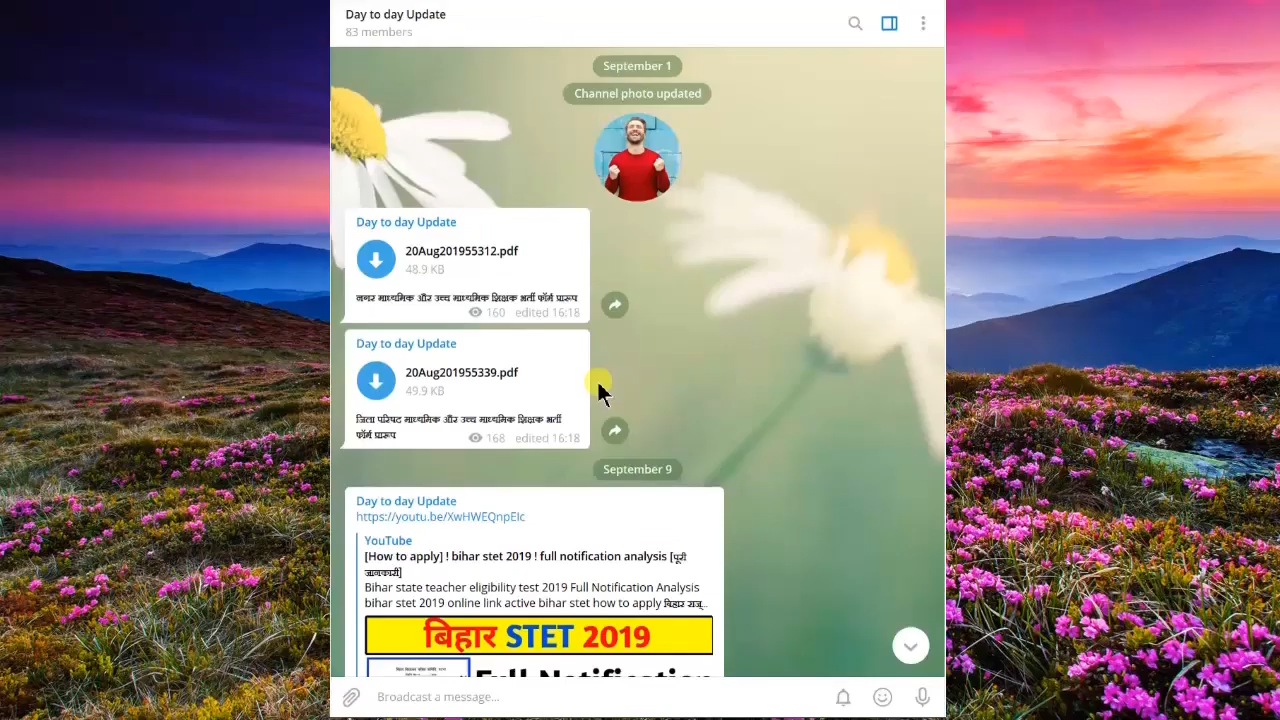 Day to day Update
83 members
September 1
Channel photo updated
Day to day Update
20Aug201955312.pdf
48.9 KB
नगर माध्यमिक और उच्च माध्यमिक शिक्षक भर्ती फॉर्म प्रारूप
160 edited 16:18
Day to day Update
20Aug201955339.pdf
49.9 KB
जिला परिषद माध्यमिक और उच्च माध्यमिक शिक्षक भर्ती
फॉर्म प्रारूप
168 edited 16:18
September 9
Day to day Update
https://youtu.be/XwHWEQnpEIc
YouTube
[How to apply] ! bihar stet 2019 ! full notification analysis [पूरी
जानकारी]
Bihar state teacher eligibility test 2019 Full Notification Analysis
bihar stet 2019 online link active bihar stet how to apply बिहार राज्...
बिहार STET 2019
Full Notification
Broadcast a message...